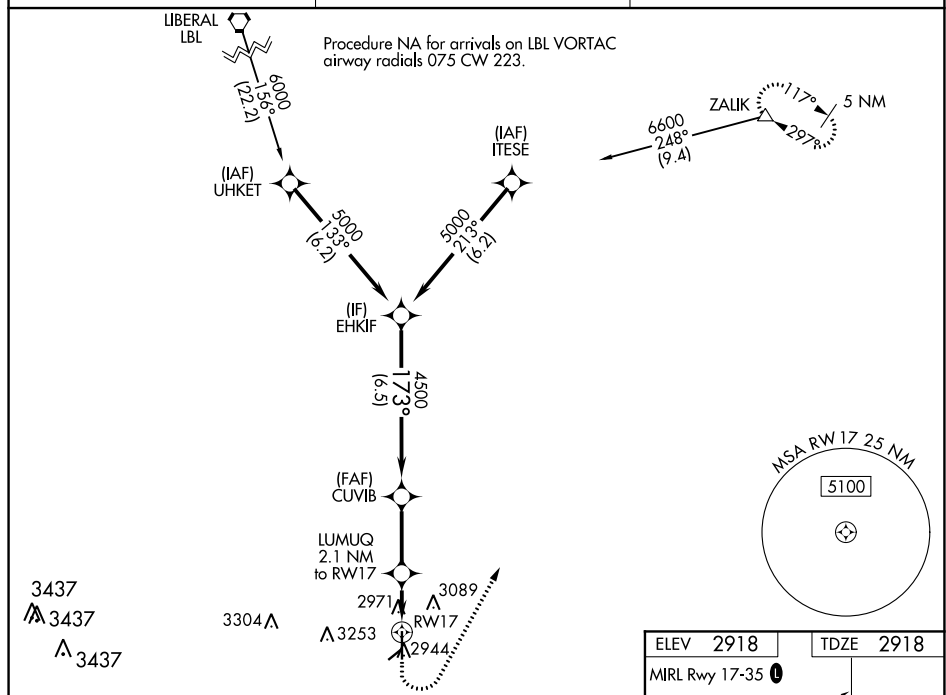 LIBERAL
LBL
Procedure NA for arrivals on LBL VORTAC
airway radials 075 CW 223.
6000
156°
(22.2)
ZALIK
117°
5 NM
297°
6600
248°
(9.4)
(IAF)
ITESE
(IAF)
UHKET
5000
133°
(6.2)
5000
213°
(6.2)
(IF)
EHKIF
4500
173°
(6.5)
MSA RW 17 25 NM
5100
(FAF)
CUVIB
LUMUQ
2.1 NM
to RW17
3437
3437
3437
3304
3253
2971
3089
RW17
2944
ELEV 2918
TDZE 2918
MIRL Rwy 17-35 L